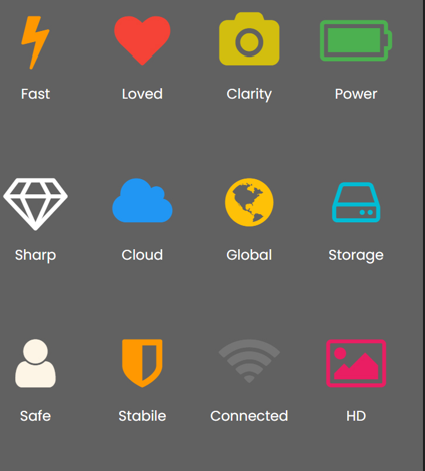 Fast Loved Clarity Power
Sharp Cloud Global Storage
Safe Stabile Connected HD